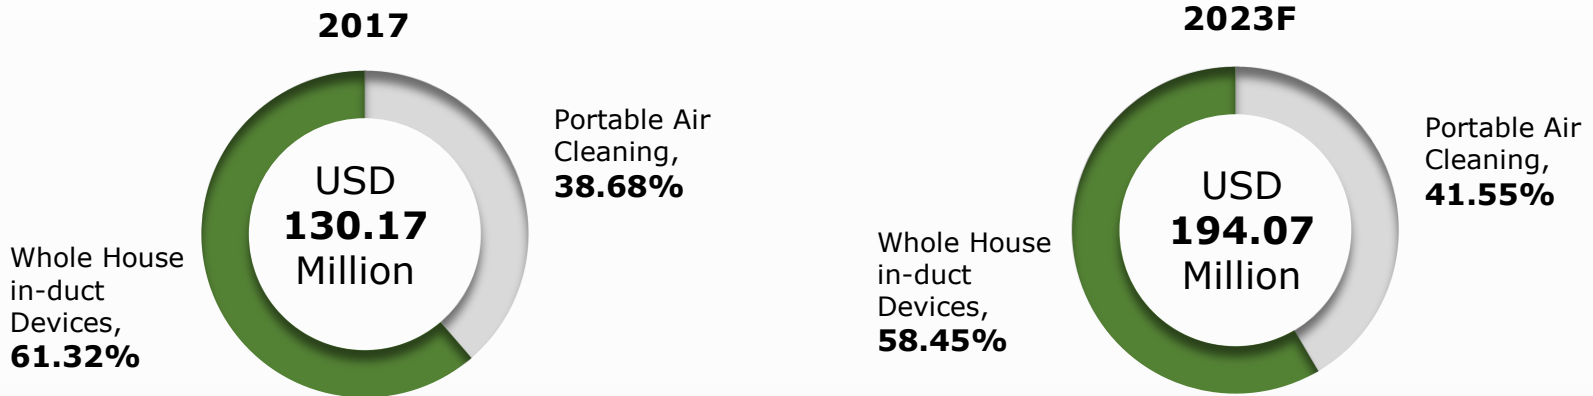 2017
USD
130.17
Million
Portable Air
Cleaning,
38.68%
Whole House
in-duct
Devices,
61.32%
2023F
USD
194.07
Million
Portable Air
Cleaning,
41.55%
Whole House
in-duct
Devices,
58.45%